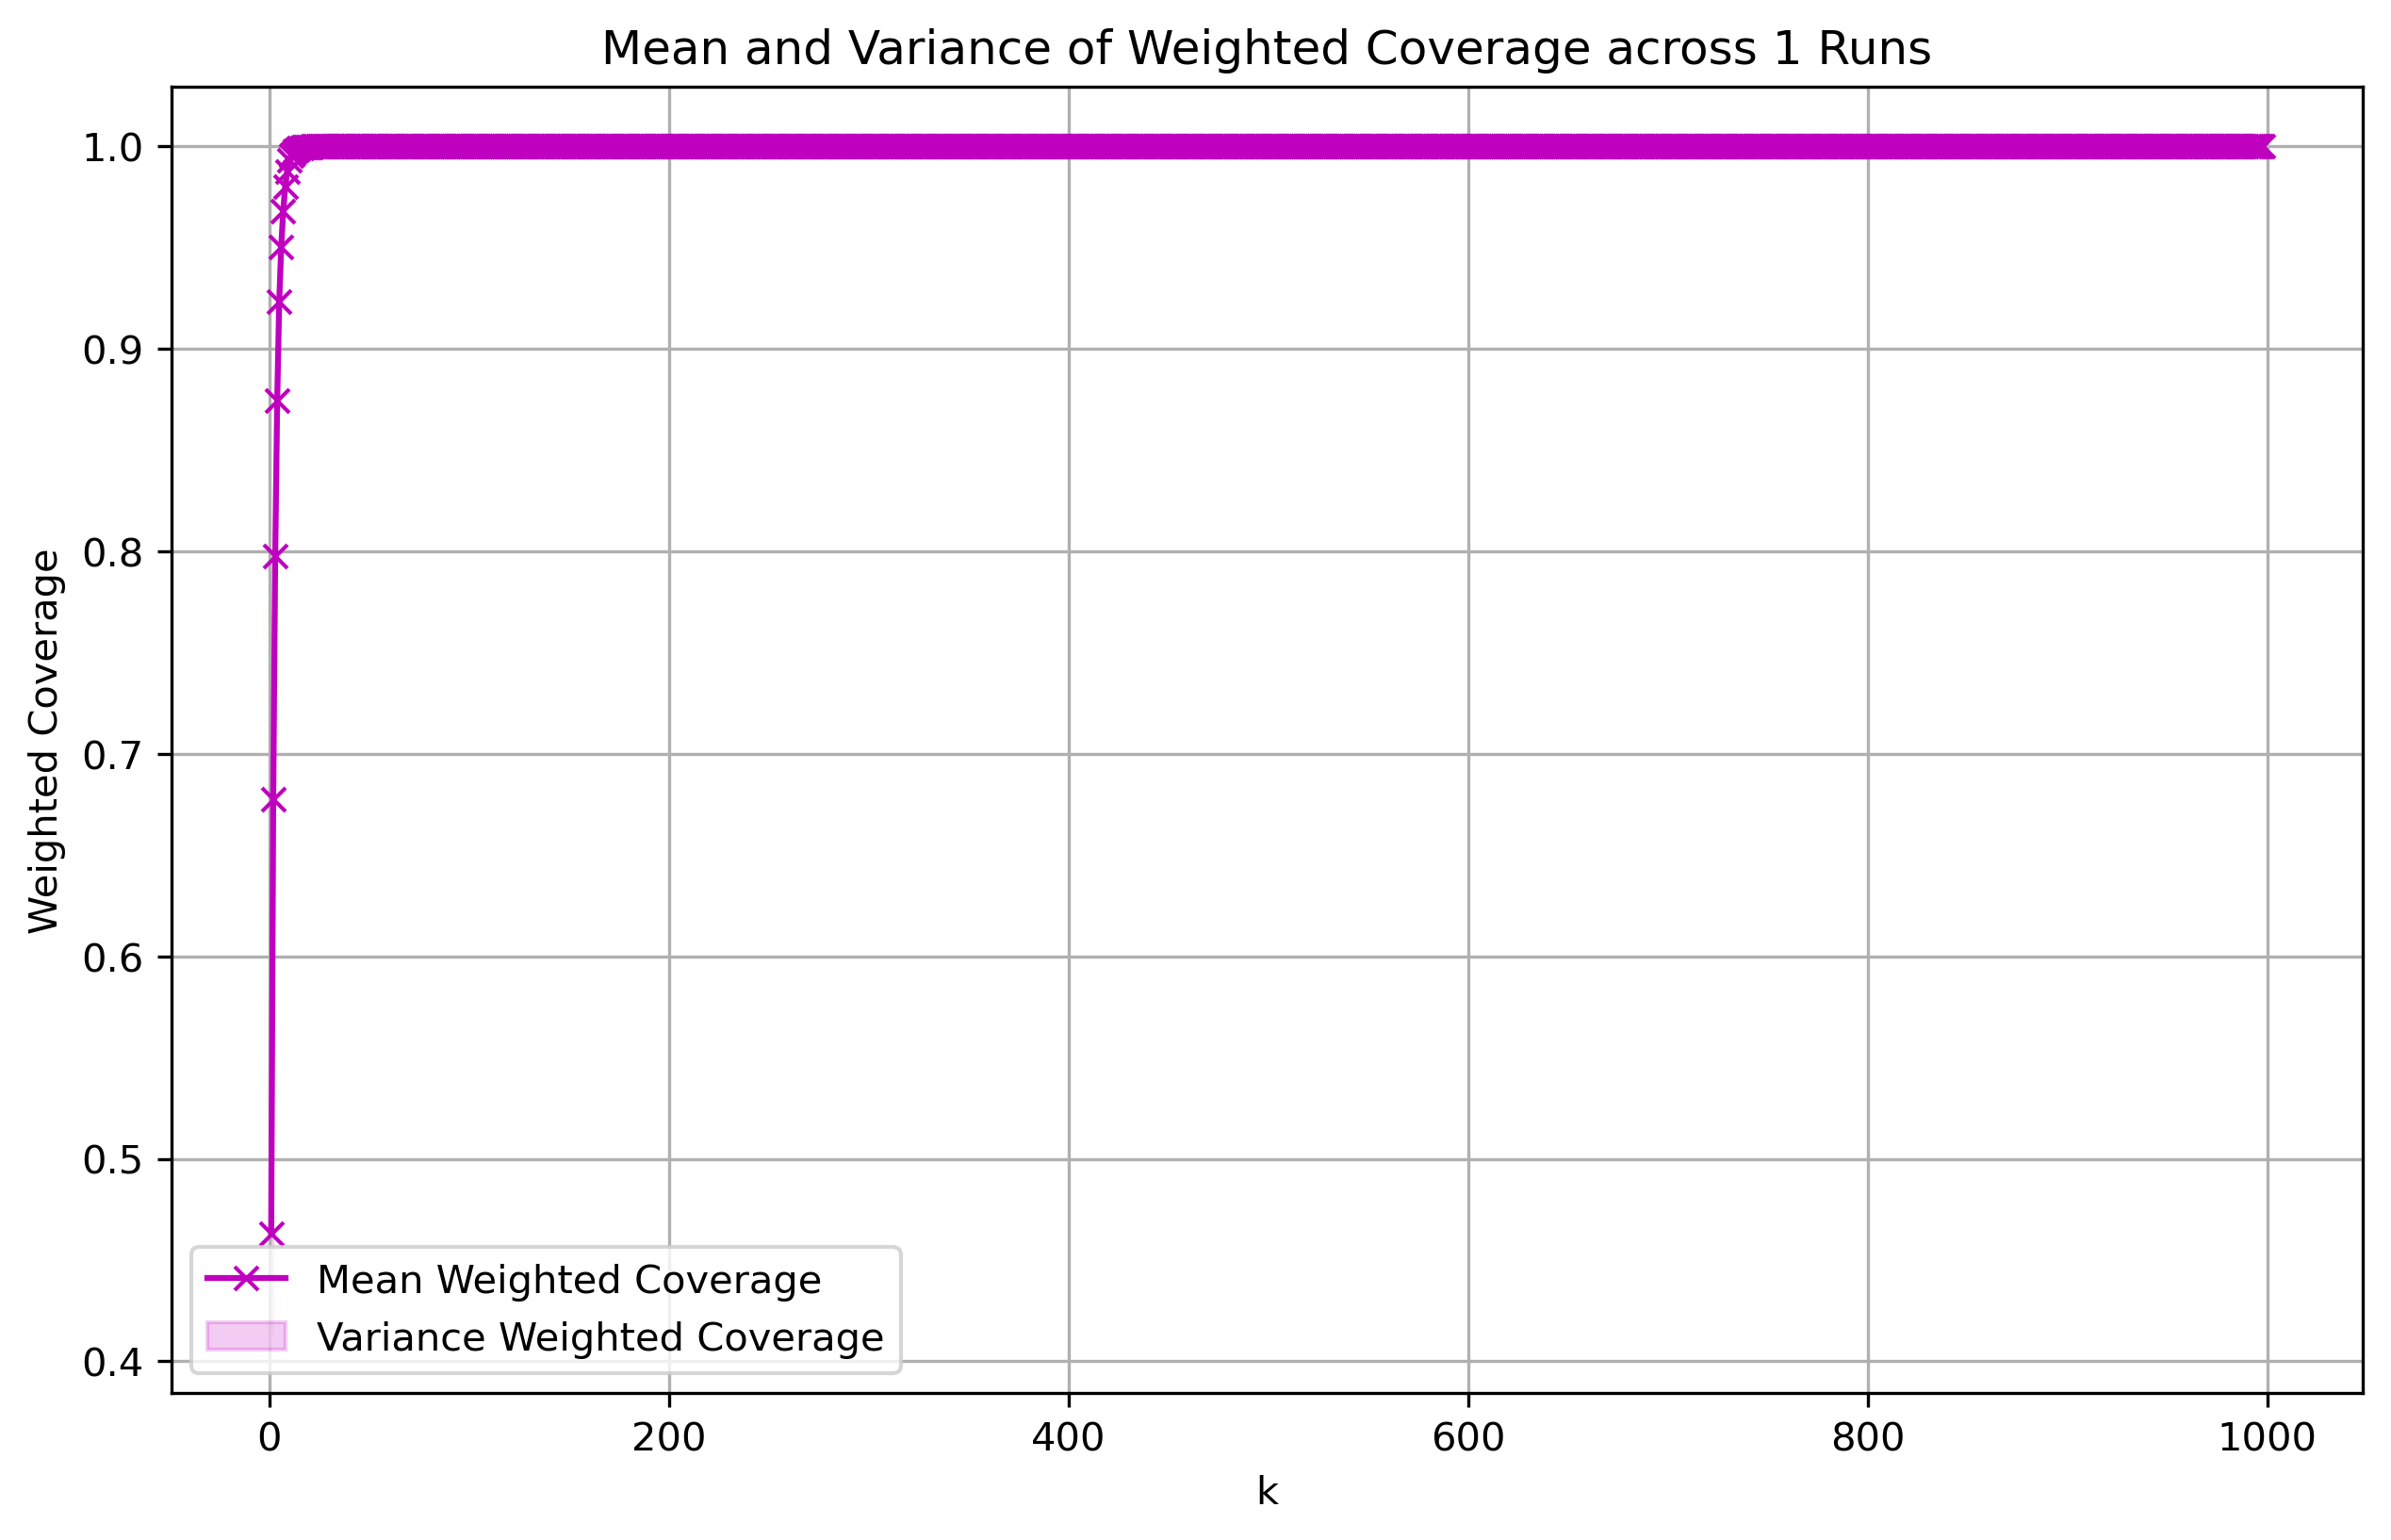 Mean and Variance of Weighted Coverage across 1 Runs
1.0
0.9
0.8
0.7
0.6
0.5
0.4
Weighted Coverage
Mean Weighted Coverage
Variance Weighted Coverage
0 200 400 600 800 1000
k